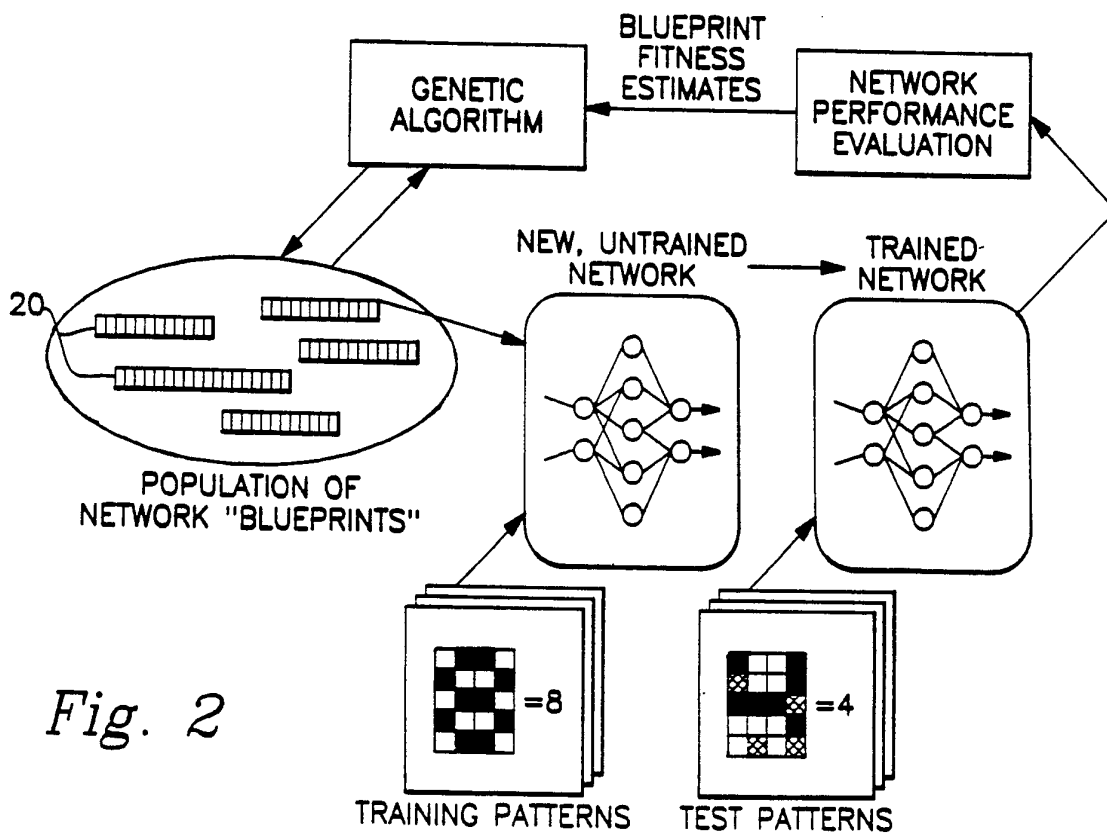 BLUEPRINT
FITNESS
ESTIMATES
GENETIC
ALGORITHM
NETWORK
PERFORMANCE
EVALUATION
NEW, UNTRAINED
NETWORK
TRAINED
NETWORK
20
POPULATION OF
NETWORK "BLUEPRINTS"
=8
=4
Fig. 2
TRAINING PATTERNS
TEST PATTERNS